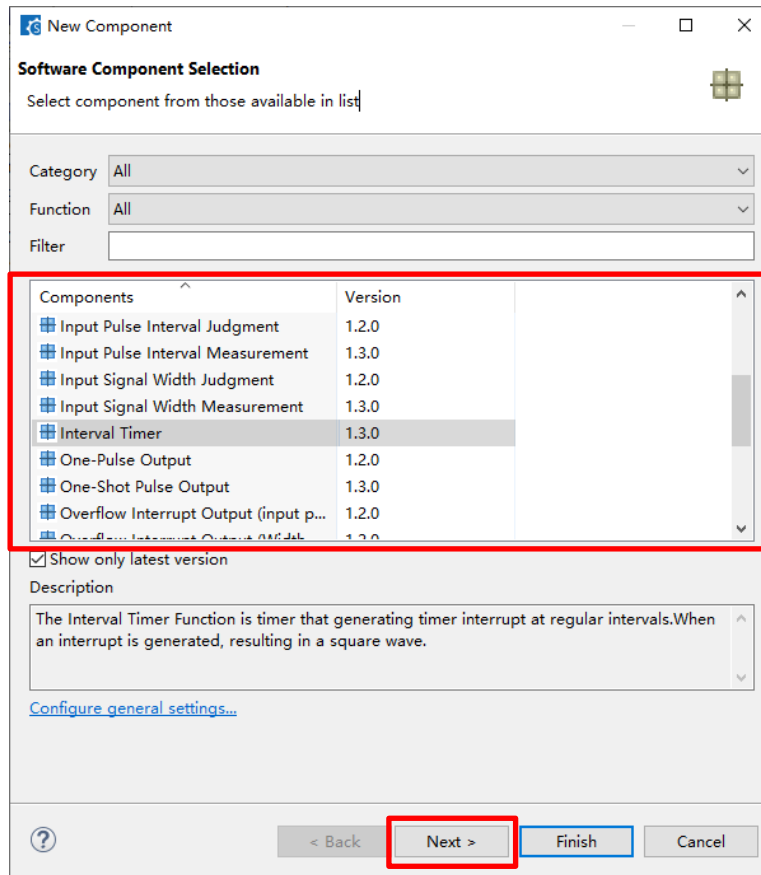 New Component
Software Component Selection
Select component from those available in list
Category All
Function All
Filter
Components Version
Input Pulse Interval Judgment 1.2.0
Input Pulse Interval Measurement 1.3.0
Input Signal Width Judgment 1.2.0
Input Signal Width Measurement 1.3.0
Interval Timer 1.3.0
One-Pulse Output 1.2.0
One-Shot Pulse Output 1.3.0
Overflow Interrupt Output (input p... 1.2.0
Overflow Interrupt Output (Width
Show only latest version
Description
The Interval Timer Function is timer that generating timer interrupt at regular intervals.When
an interrupt is generated, resulting in a square wave.
Configure general settings...
? < Back Next > Finish Cancel